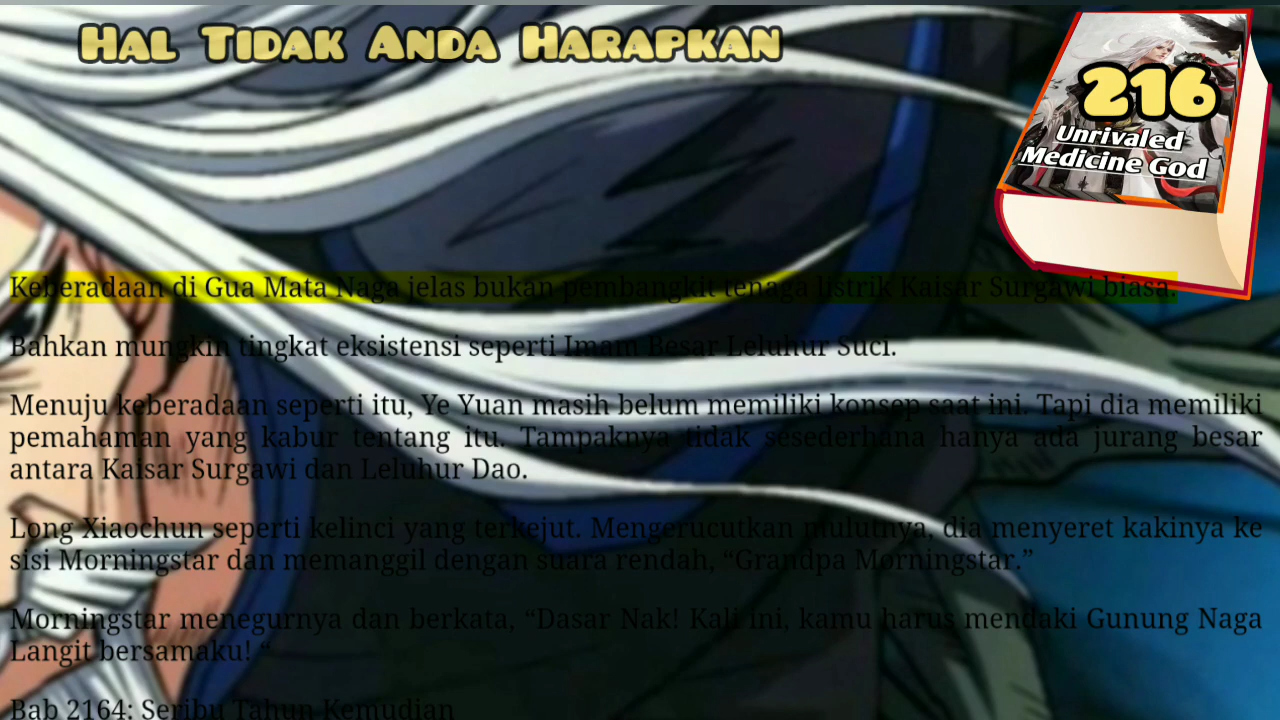 Hal Tidak Anda Harapkan
216
Unrivaled
Medicine God
Keberadaan di Gua Mata Naga jelas bukan pembangkit tenaga listrik Kaisar Surgawi biasa.
Bahkan mungkin tingkat eksistensi seperti Imam Besar Leluhur Suci.
Menuju keberadaan seperti itu, Ye Yuan masih belum memiliki konsep saat ini. Tapi dia memiliki
pemahaman yang kabur tentang itu. Tampaknya tidak sesederhana hanya ada jurang besar
antara Kaisar Surgawi dan Leluhur Dao.
Long Xiaochun seperti kelinci yang terkejut. Mengerucutkan mulutnya, dia menyeret kakinya ke
sisi Morningstar dan memanggil dengan suara rendah, “Grandpa Morningstar.”
Morningstar menegurnya dan berkata, “Dasar Nak! Kali ini, kamu harus mendaki Gunung Naga
Langit bersamaku! “
Bab 2164: Seribu Tahun Kemudian